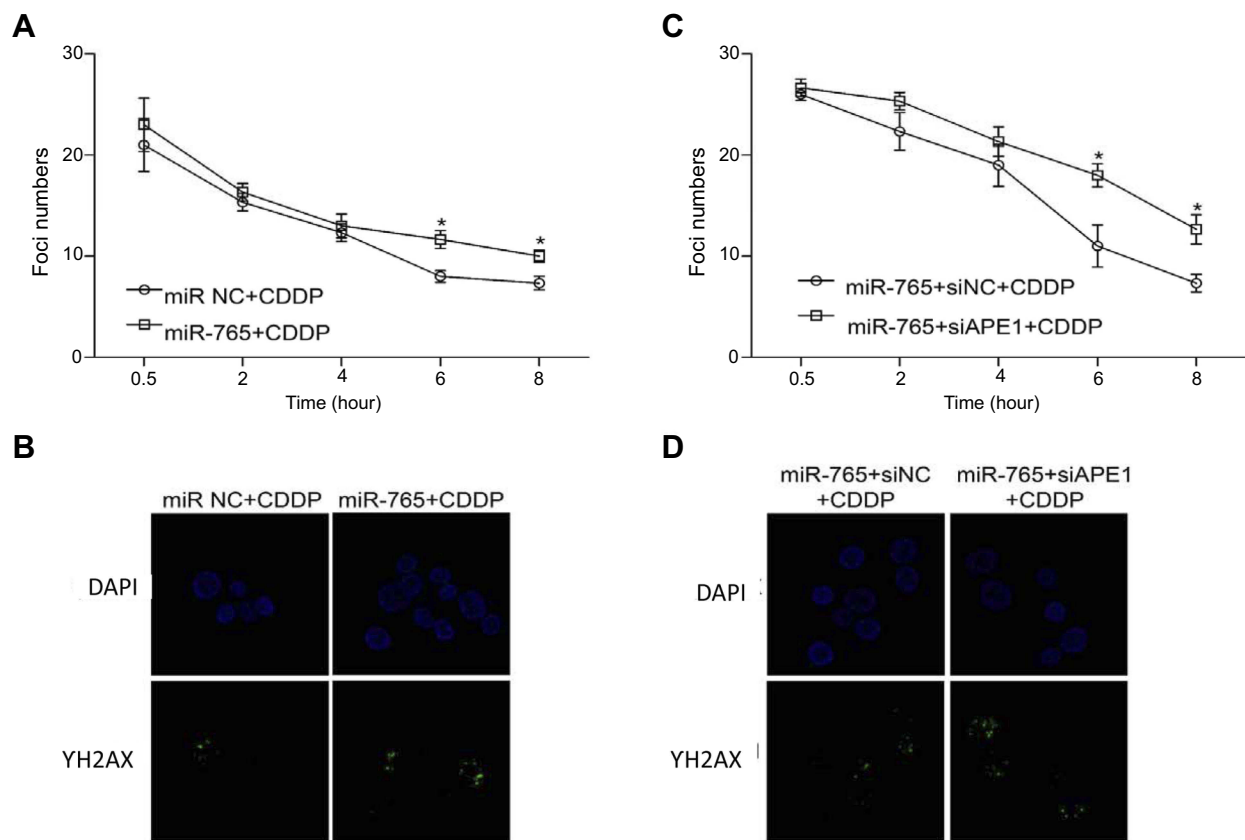 A
30
20
10
0
Foci numbers
*
*
miR NC+CDDP
miR-765+CDDP
0.5 2 4 6 8
Time (hour)
C
30
20
10
0
Foci numbers
*
*
miR-765+siNC+CDDP
miR-765+siAPE1+CDDP
0.5 2 4 6 8
Time (hour)
B
miR NC+CDDP miR-765+CDDP
DAPI
YH2AX
D
miR-765+siNC
+CDDP
miR-765+siAPE1
+CDDP
DAPI
YH2AX